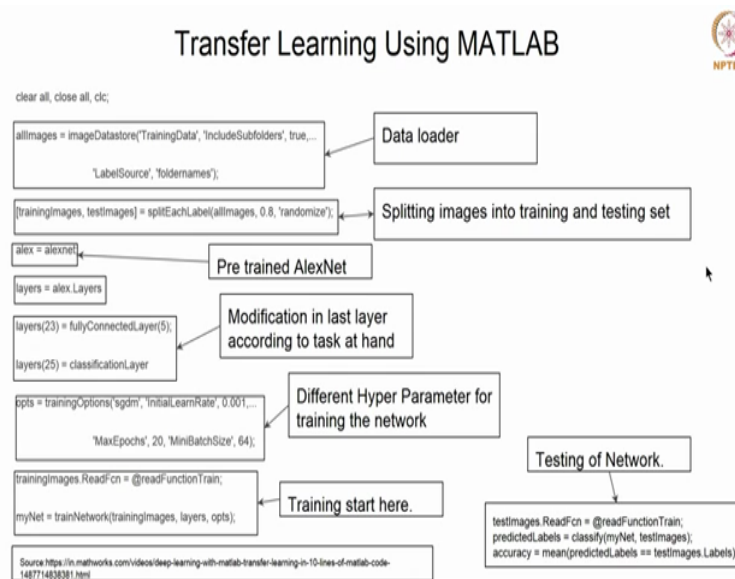 Transfer Learning Using MATLAB
NPTE
clear all, close all, clc;
allImages = imageDatastore('TrainingData', 'IncludeSubfolders', true,...
'LabelSource', 'foldernames');
Data loader
[trainingImages, testImages] = splitEachLabel(allImages, 0.8, 'randomize');
Splitting images into training and testing set
alex = alexnet
Pre trained AlexNet
layers = alex.Layers
layers(23) = fullyConnectedLayer(5);
layers(25) = classificationLayer
Modification in last layer
according to task at hand
opts = trainingOptions('sgdm', 'InitialLearnRate', 0.001,...
'MaxEpochs', 20, 'MiniBatchSize', 64);
Different Hyper Parameter for
training the network
trainingImages.ReadFcn = @readFunctionTrain;
myNet = trainNetwork(trainingImages, layers, opts);
Training start here.
Testing of Network.
testImages.ReadFcn = @readFunctionTrain;
predictedLabels = classify(myNet, testImages);
accuracy = mean(predictedLabels == testImages.Labels)
Source:https://in.mathworks.com/videos/deep-learning-with-matlab-transfer-learning-in-10-lines-of-matlab-code-
1487714838381.html